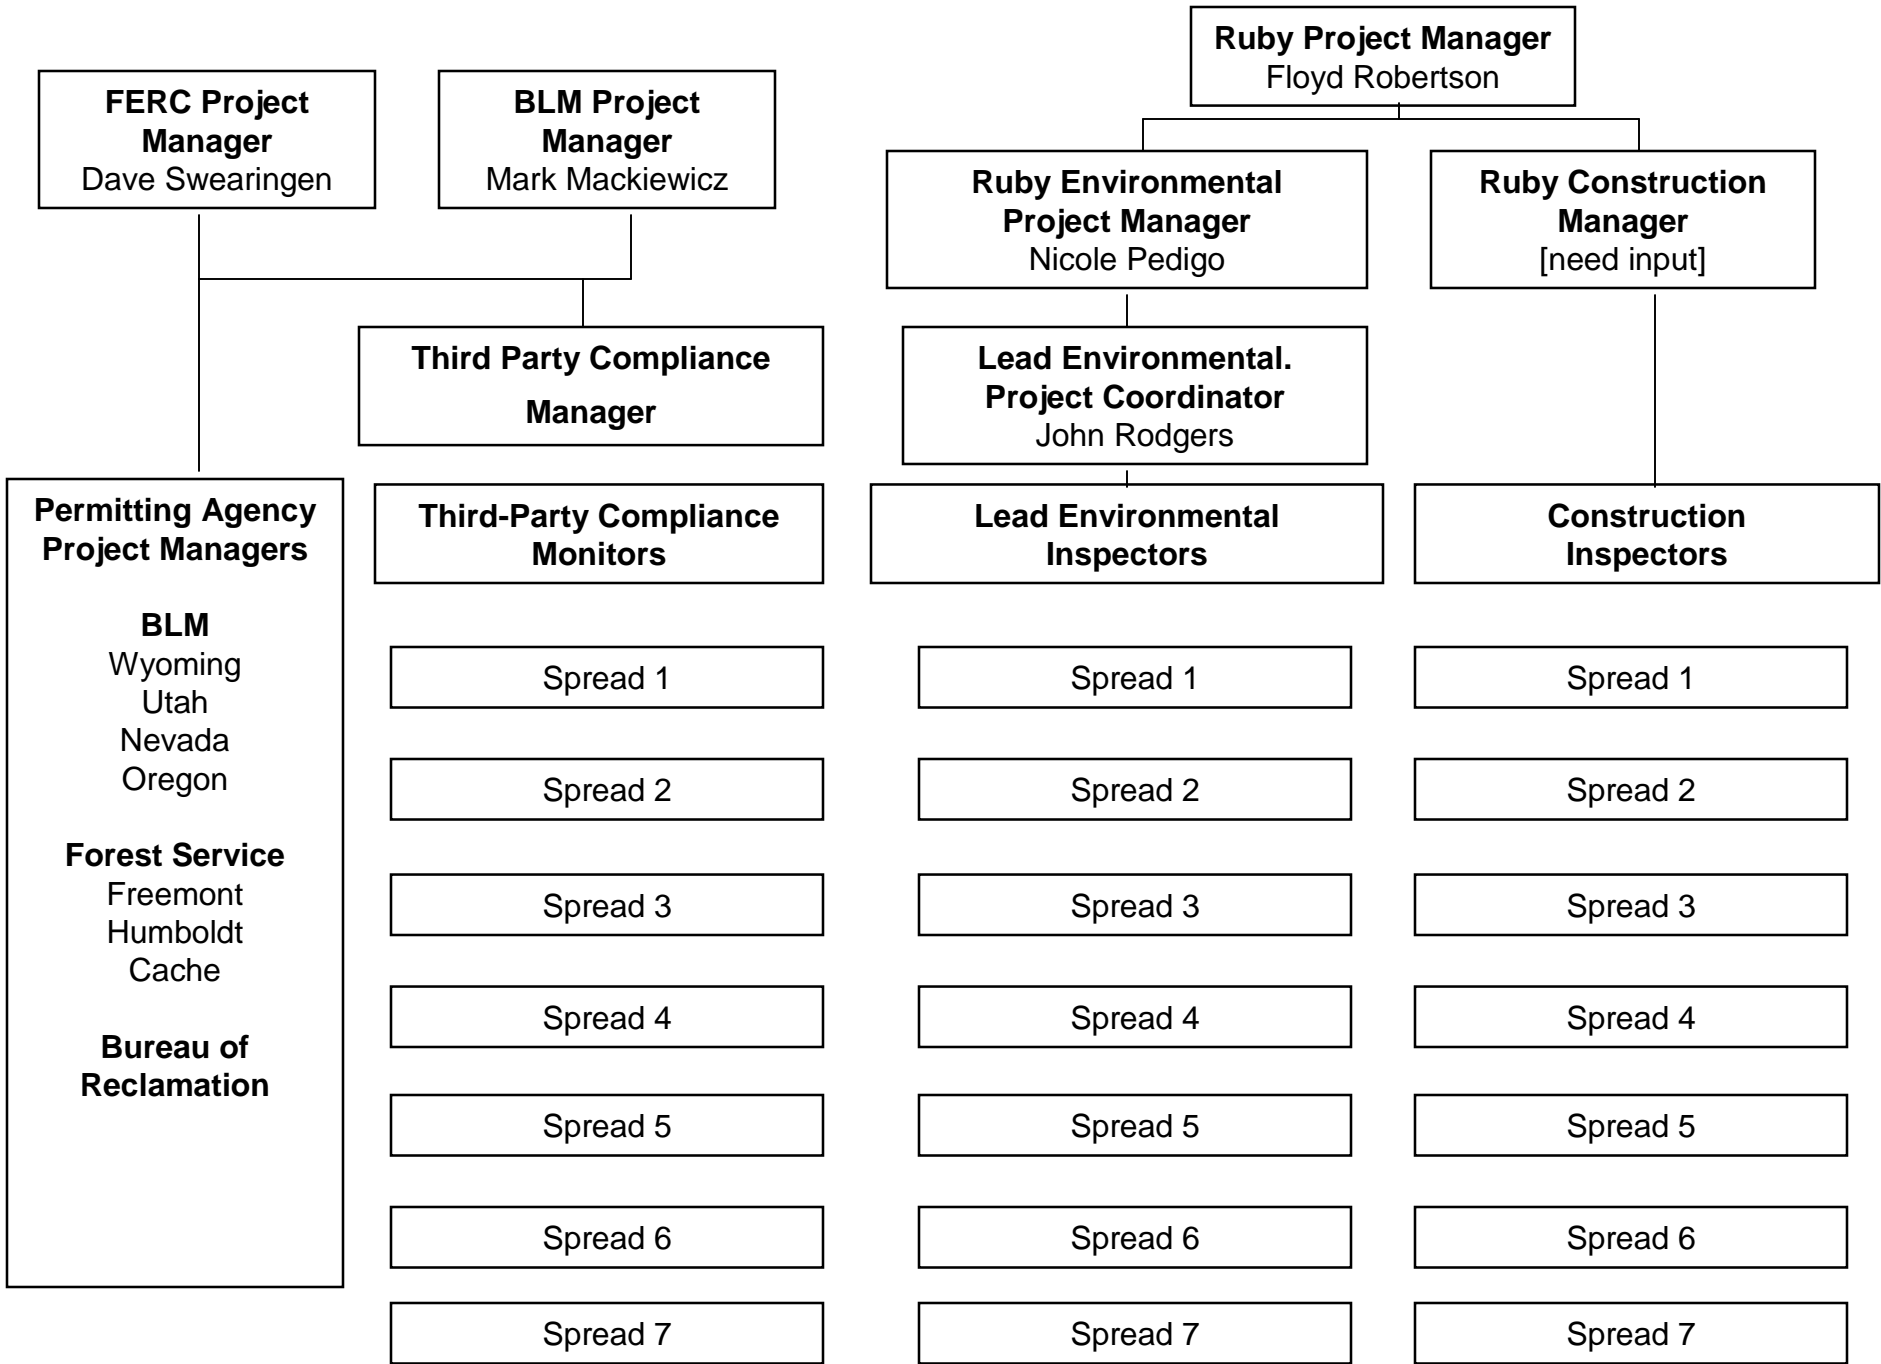 Ruby Project Manager
Floyd Robertson
FERC Project
Manager
Dave Swearingen
BLM Project
Manager
Mark Mackiewicz
Ruby Environmental
Project Manager
Nicole Pedigo
Ruby Construction
Manager
[need input]
Third Party Compliance
Manager
Lead Environmental.
Project Coordinator
John Rodgers
Permitting Agency
Project Managers
BLM
Wyoming
Utah
Nevada
Oregon
Forest Service
Freemont
Humboldt
Cache
Bureau of
Reclamation
Third-Party Compliance
Monitors
Spread 1
Spread 2
Spread 3
Spread 4
Spread 5
Spread 6
Spread 7
Lead Environmental
Inspectors
Spread 1
Spread 2
Spread 3
Spread 4
Spread 5
Spread 6
Spread 7
Construction
Inspectors
Spread 1
Spread 2
Spread 3
Spread 4
Spread 5
Spread 6
Spread 7